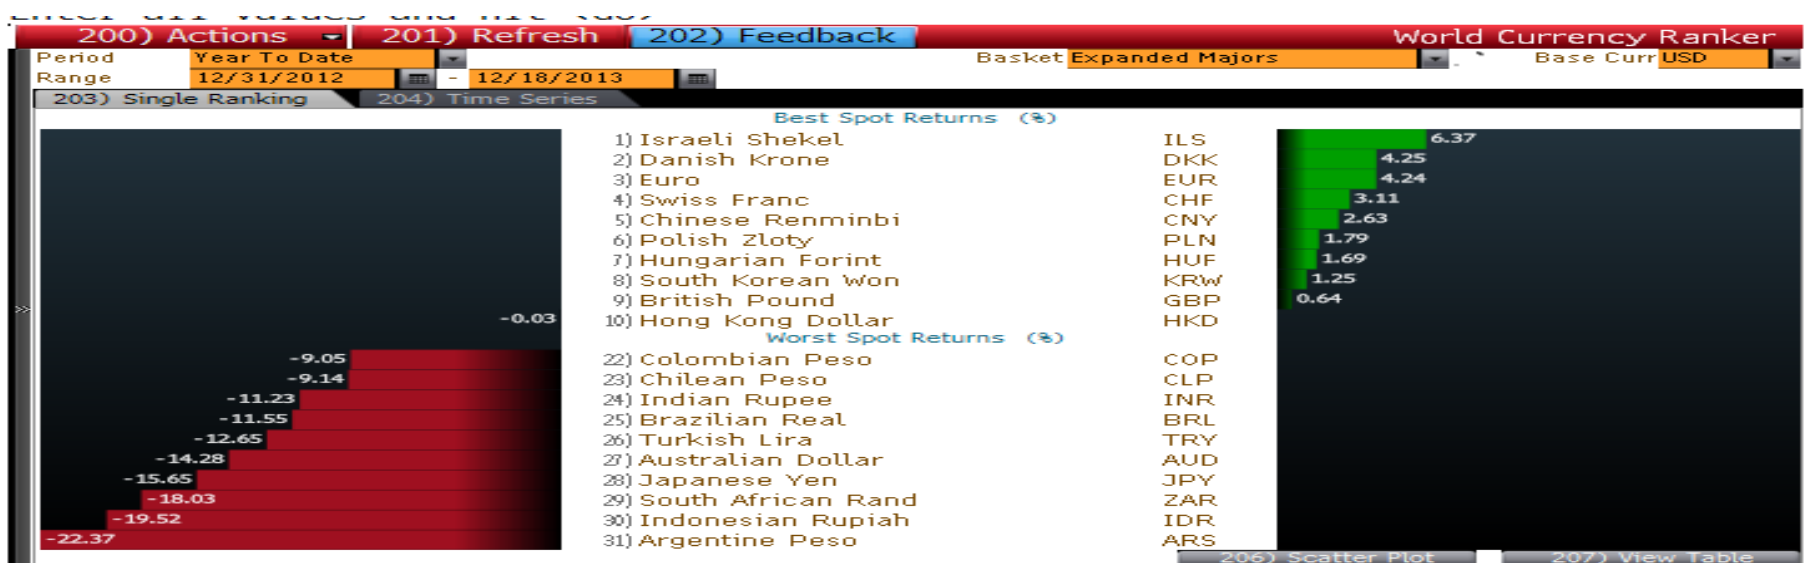 Enter all values and hit <GO>
200) Actions 201) Refresh 202) Feedback World Currency Ranker
Period Year To Date Basket Expanded Majors Base Curr USD
Range 12/31/2012 - 12/18/2013
203) Single Ranking 204) Time Series
Best Spot Returns (%)
1) Israeli Shekel ILS 6.37
2) Danish Krone DKK 4.25
3) Euro EUR 4.24
4) Swiss Franc CHF 3.11
5) Chinese Renminbi CNY 2.63
6) Polish Zloty PLN 1.79
7) Hungarian Forint HUF 1.69
8) South Korean Won KRW 1.25
>> 9) British Pound GBP 0.64
-0.03 10) Hong Kong Dollar HKD
Worst Spot Returns (%)
-9.05 22) Colombian Peso COP
-9.14 23) Chilean Peso CLP
-11.23 24) Indian Rupee INR
-11.55 25) Brazilian Real BRL
-12.65 26) Turkish Lira TRY
-14.28 27) Australian Dollar AUD
-15.65 28) Japanese Yen JPY
-18.03 29) South African Rand ZAR
-19.52 30) Indonesian Rupiah IDR
-22.37 31) Argentine Peso ARS
206) Scatter Plot 207) View Table